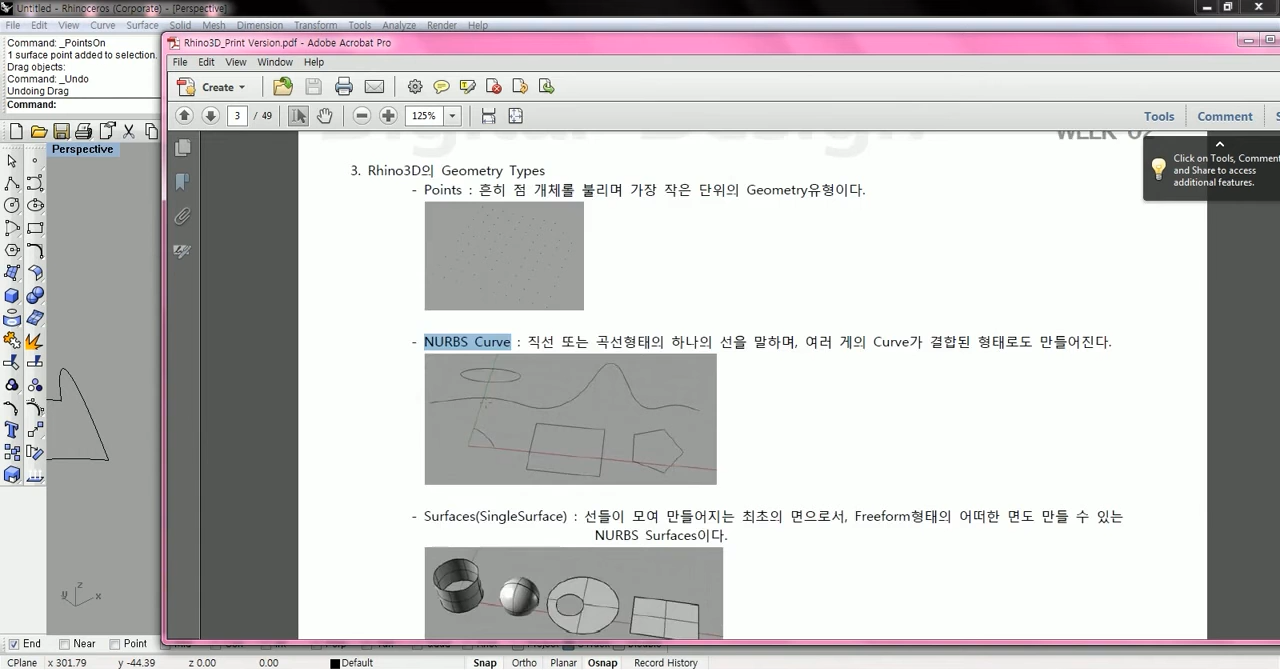 Untitled - Rhinoceros (Corporate) - [Perspective]
File Edit View Curve Surface Solid Mesh Dimension Transform Tools Analyze Render Help
Command: _PointsOn
1 surface point added to selection.
Drag objects:
Command: _Undo
Undoing Drag
Command:
Perspective
Rhino3D_Print Version.pdf - Adobe Acrobat Pro
File Edit View Window Help
Create
3 / 49
125%
Tools Comment
Digital Design
WEEK 02
Click on Tools, Comment
and Share to access
additional features.
3. Rhino3D의 Geometry Types
- Points : 흔히 점 개체를 불리며 가장 작은 단위의 Geometry유형이다.
- NURBS Curve : 직선 또는 곡선형태의 하나의 선을 말하며, 여러 게의 Curve가 결합된 형태로도 만들어진다.
- Surfaces(SingleSurface) : 선들이 모여 만들어지는 최초의 면으로서, Freeform형태의 어떠한 면도 만들 수 있는
NURBS Surfaces이다.
z
y x
End Near Point
CPlane x 301.79 y -44.39 z 0.00 0.00 Default Snap Ortho Planar Osnap Record History